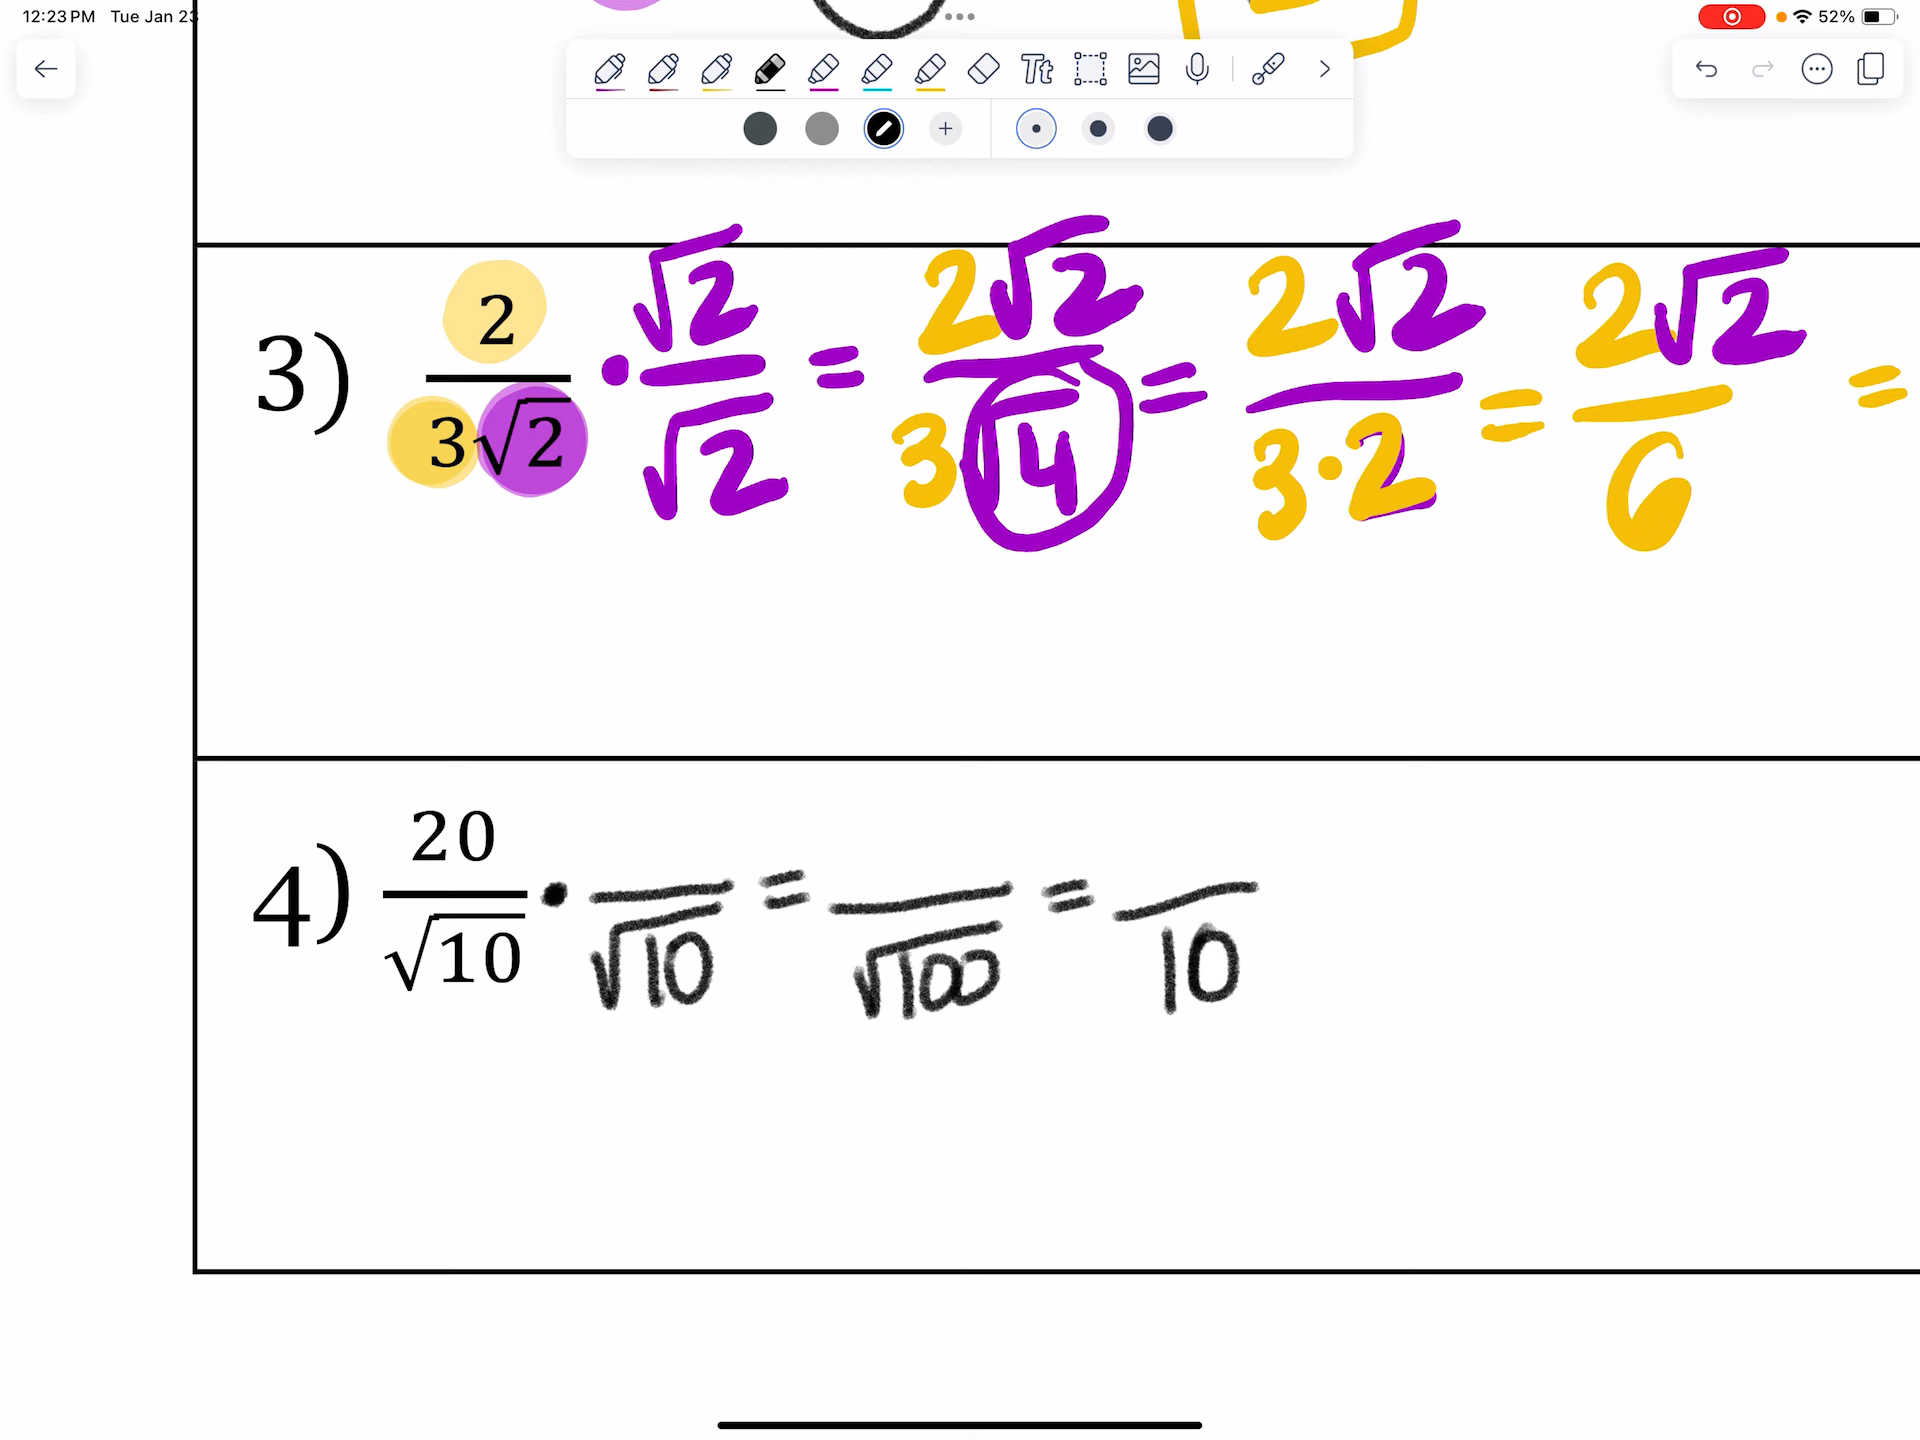 12:23 PM Tue Jan 23
52%
Tt
3) 2/(3√2) · √2/√2 = 2√2/(3√4) = 2√2/(3·2) = 2√2/6 =
4) 20/√10 · /√10 = /√100 = /10